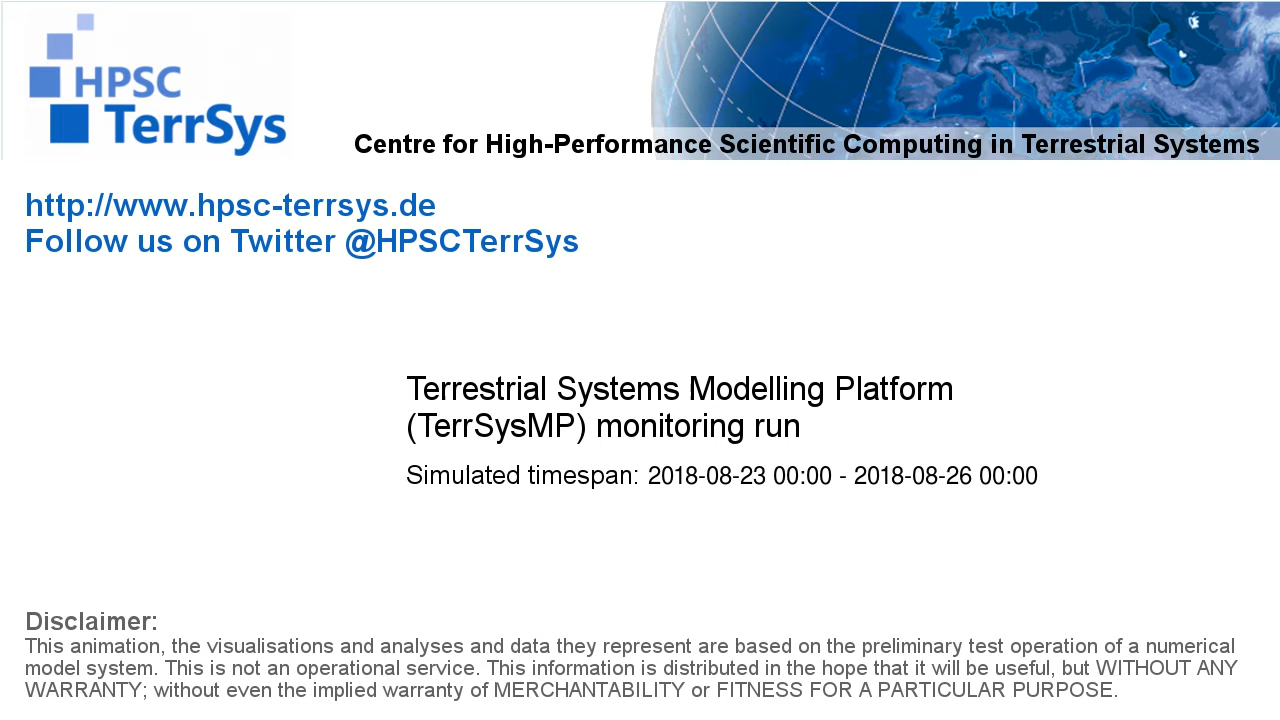 HPSC
TerrSys
Centre for High-Performance Scientific Computing in Terrestrial Systems
http://www.hpsc-terrsys.de
Follow us on Twitter @HPSCTerrSys
Terrestrial Systems Modelling Platform
(TerrSysMP) monitoring run
Simulated timespan: 2018-08-23 00:00 - 2018-08-26 00:00
Disclaimer:
This animation, the visualisations and analyses and data they represent are based on the preliminary test operation of a numerical
model system. This is not an operational service. This information is distributed in the hope that it will be useful, but WITHOUT ANY
WARRANTY; without even the implied warranty of MERCHANTABILITY or FITNESS FOR A PARTICULAR PURPOSE.